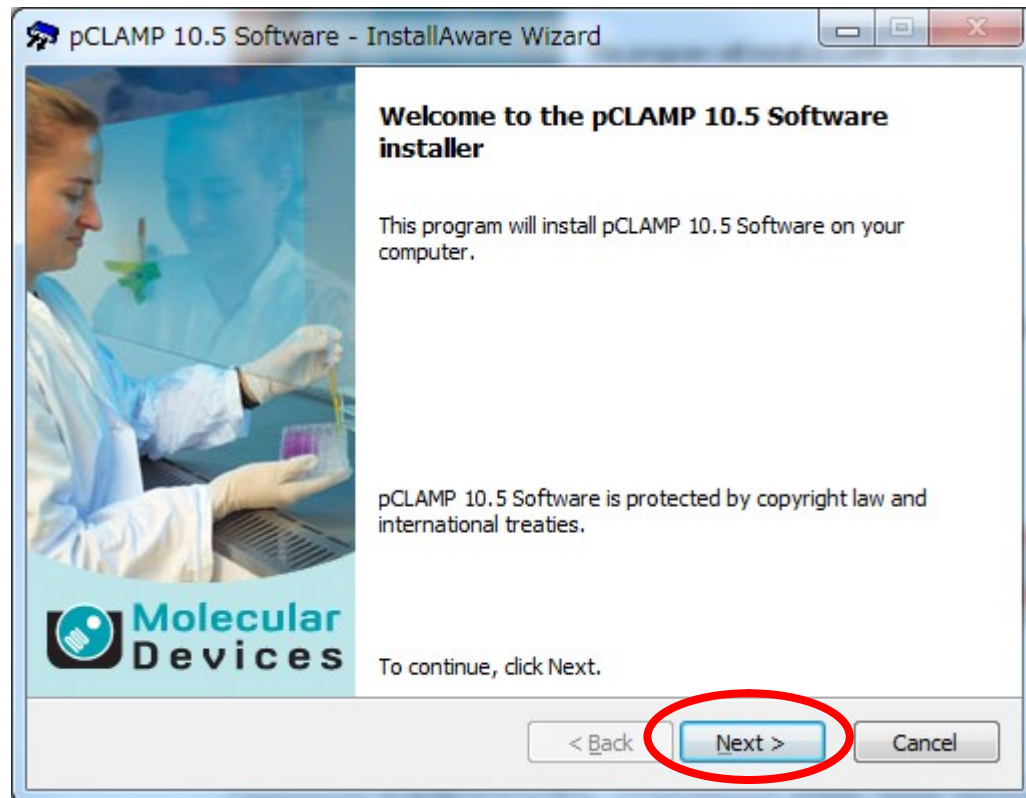 pCLAMP 10.5 Software - InstallAware Wizard
Welcome to the pCLAMP 10.5 Software
installer
This program will install pCLAMP 10.5 Software on your
computer.
pCLAMP 10.5 Software is protected by copyright law and
international treaties.
Molecular
Devices
To continue, click Next.
< Back Next > Cancel